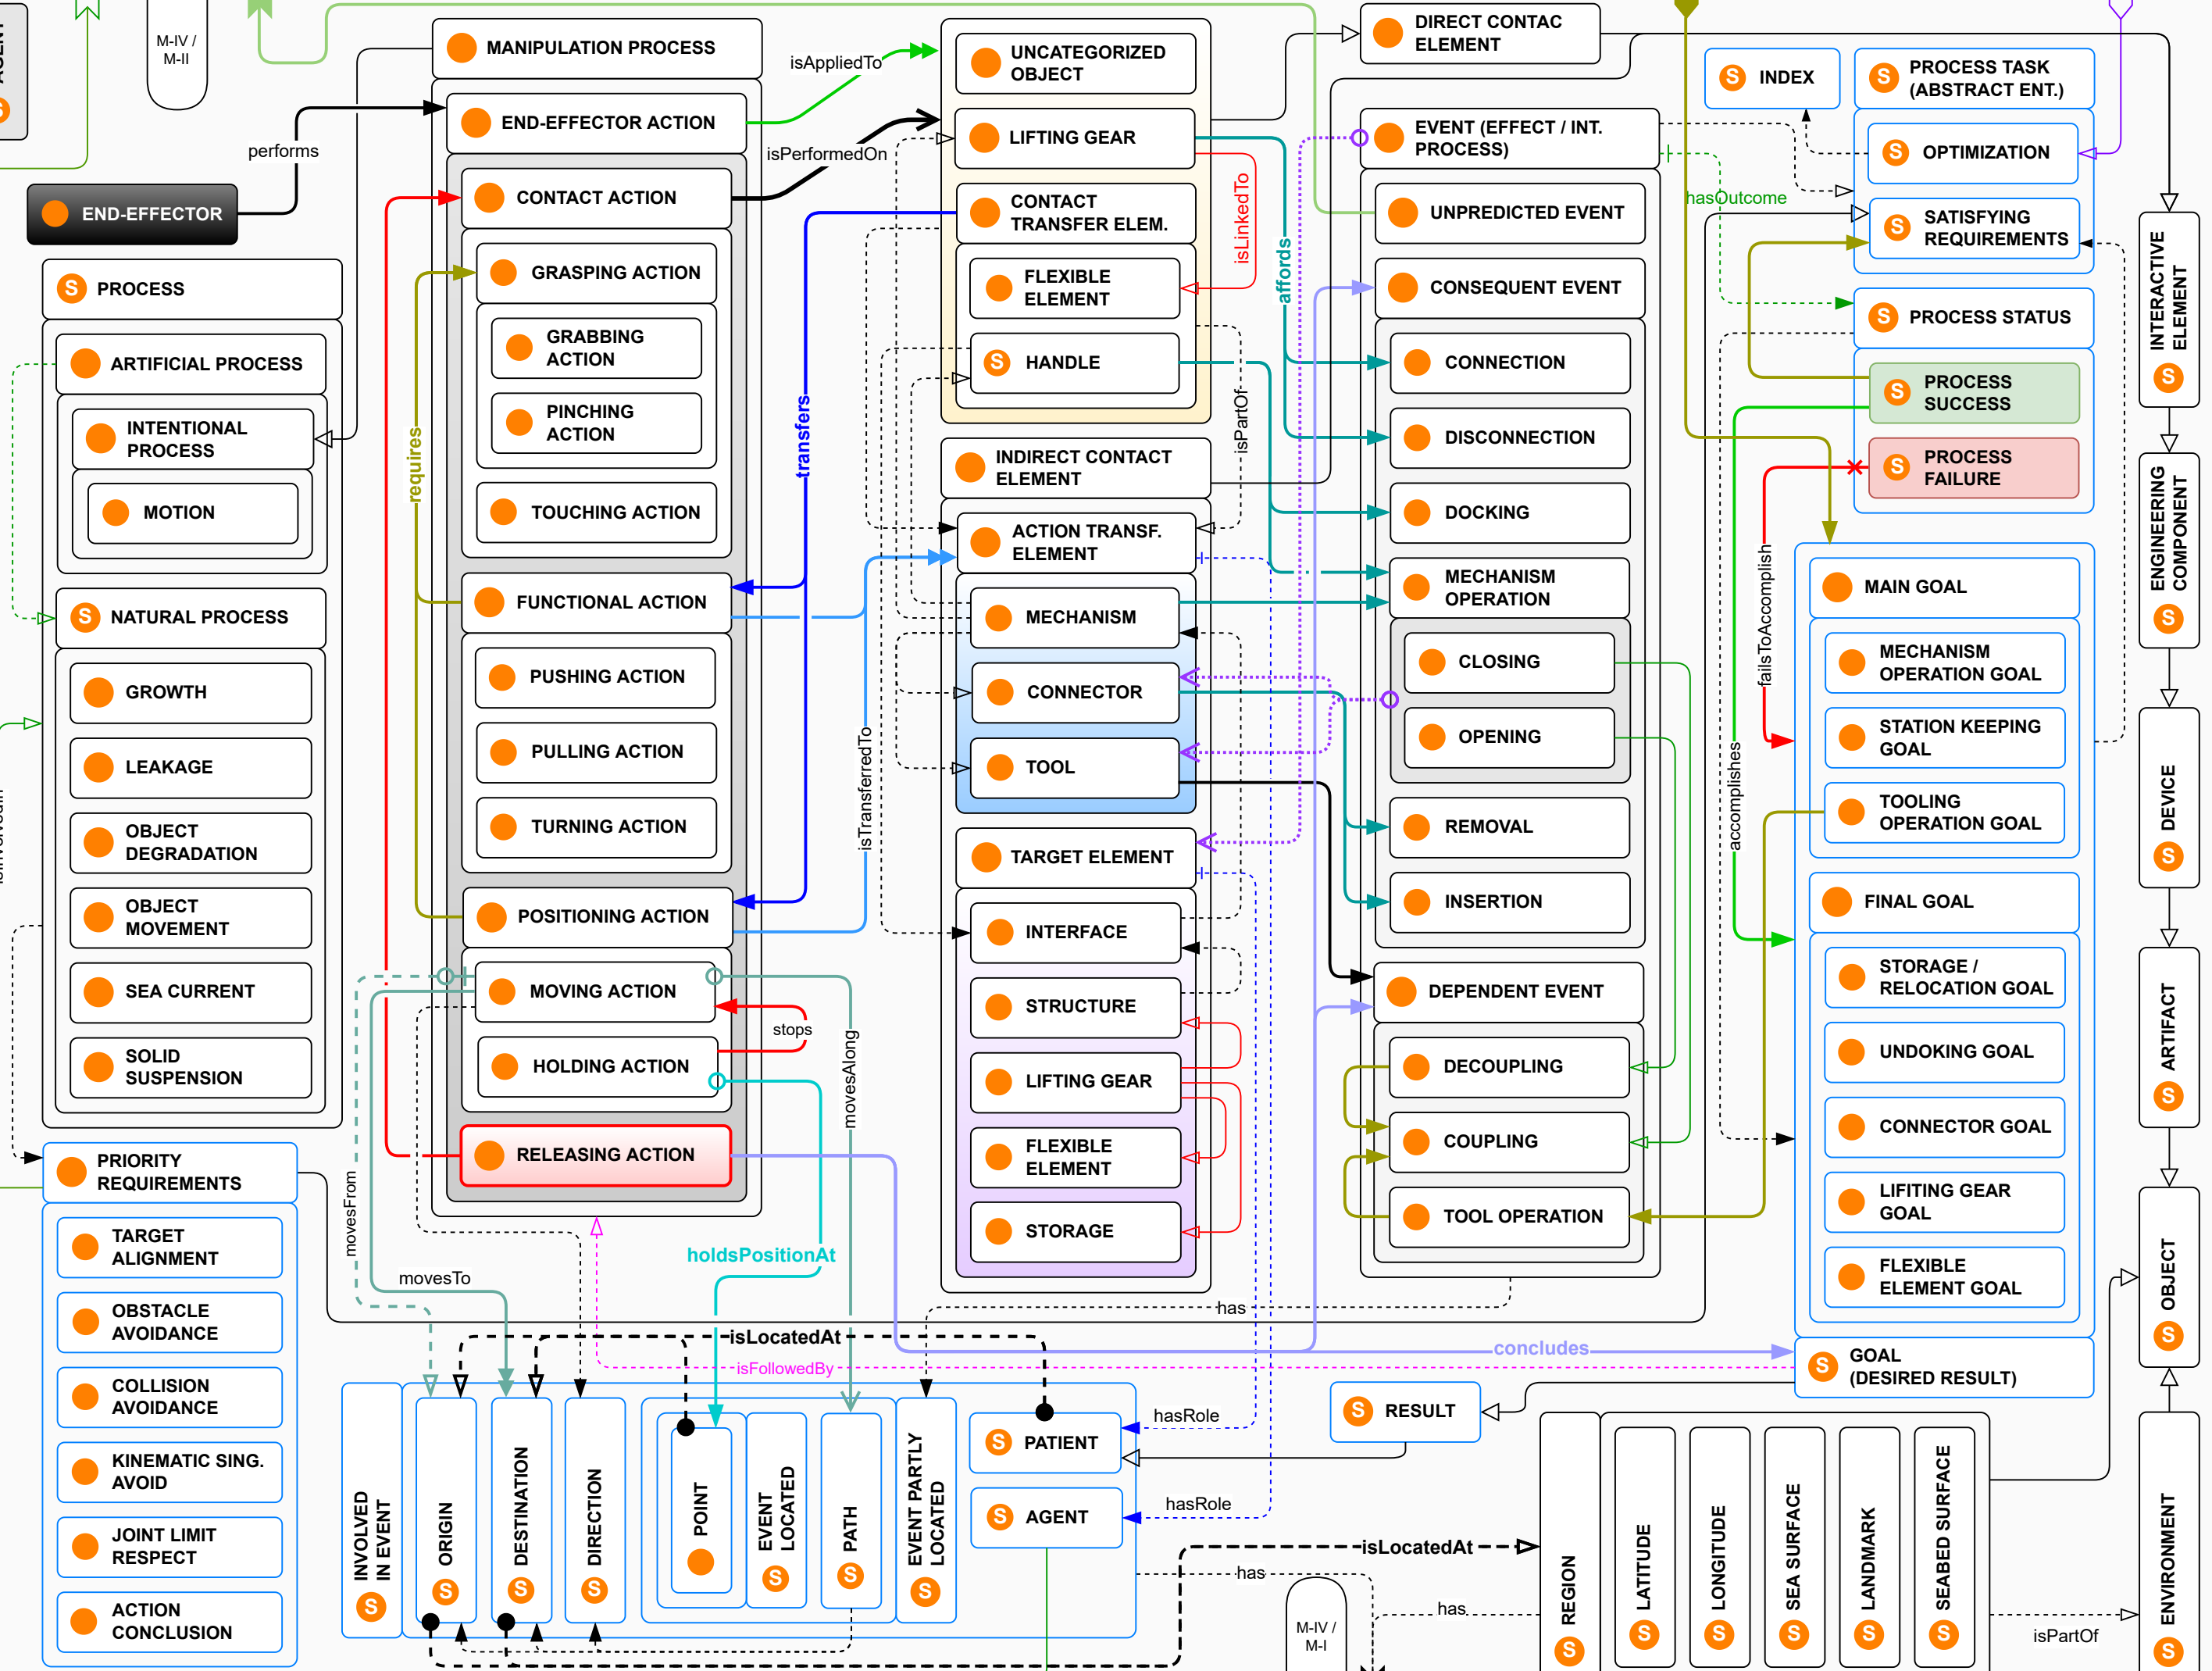 AGENT
S
M-IV /
M-II
MANIPULATION PROCESS
END-EFFECTOR ACTION
performs
S
END-EFFECTOR
CONTACT ACTION
GRASPING ACTION
GRABBING
ACTION
PINCHING
ACTION
TOUCHING ACTION
requires
FUNCTIONAL ACTION
PUSHING ACTION
PULLING ACTION
TURNING ACTION
POSITIONING ACTION
MOVING ACTION
HOLDING ACTION
RELEASING ACTION
stops
S PROCESS
ARTIFICIAL PROCESS
INTENTIONAL
PROCESS
MOTION
S NATURAL PROCESS
GROWTH
LEAKAGE
OBJECT
DEGRADATION
OBJECT
MOVEMENT
SEA CURRENT
SOLID
SUSPENSION
PRIORITY
REQUIREMENTS
TARGET
ALIGNMENT
OBSTACLE
AVOIDANCE
COLLISION
AVOIDANCE
KINEMATIC SING.
AVOID
JOINT LIMIT
RESPECT
ACTION
CONCLUSION
isAppliedTo
isPerformedOn
transfers
isTransferredTo
movesAlong
movesFrom
movesTo
holdsPositionAt
UNCATEGORIZED
OBJECT
LIFTING GEAR
CONTACT
TRANSFER ELEM.
FLEXIBLE
ELEMENT
S HANDLE
isLinkedTo
affords
isPartOf
INDIRECT CONTACT
ELEMENT
ACTION TRANSF.
ELEMENT
MECHANISM
CONNECTOR
TOOL
TARGET ELEMENT
INTERFACE
STRUCTURE
LIFTING GEAR
FLEXIBLE
ELEMENT
STORAGE
DIRECT CONTAC
ELEMENT
EVENT (EFFECT / INT.
PROCESS)
UNPREDICTED EVENT
CONSEQUENT EVENT
CONNECTION
DISCONNECTION
DOCKING
MECHANISM
OPERATION
CLOSING
OPENING
REMOVAL
INSERTION
DEPENDENT EVENT
DECOUPLING
COUPLING
TOOL OPERATION
has
hasOutcome
S INDEX
S PROCESS TASK
(ABSTRACT ENT.)
S OPTIMIZATION
S SATISFYING
REQUIREMENTS
S PROCESS STATUS
S PROCESS
SUCCESS
S PROCESS
FAILURE
failsToAccomplish
accomplishes
MAIN GOAL
MECHANISM
OPERATION GOAL
STATION KEEPING
GOAL
TOOLING
OPERATION GOAL
FINAL GOAL
STORAGE /
RELOCATION GOAL
UNDOKING GOAL
CONNECTOR GOAL
LIFITING GEAR
GOAL
FLEXIBLE
ELEMENT GOAL
S GOAL
(DESIRED RESULT)
INTERACTIVE
ELEMENT
S
ENGINEERING
COMPONENT
S
DEVICE
S
ARTIFACT
S
OBJECT
S
ENVIRONMENT
S
isLocatedAt
isFollowedBy
concludes
INVOLVED
IN EVENT
S
ORIGIN
S
DESTINATION
S
DIRECTION
S
POINT
EVENT
LOCATED
S
PATH
S
EVENT PARTLY
LOCATED
S
S PATIENT
S AGENT
hasRole
hasRole
S RESULT
isLocatedAt
has
M-IV /
M-I
has
REGION
S
LATITUDE
S
LONGITUDE
S
SEA SURFACE
S
LANDMARK
S
SEABED SURFACE
S
isPartOf